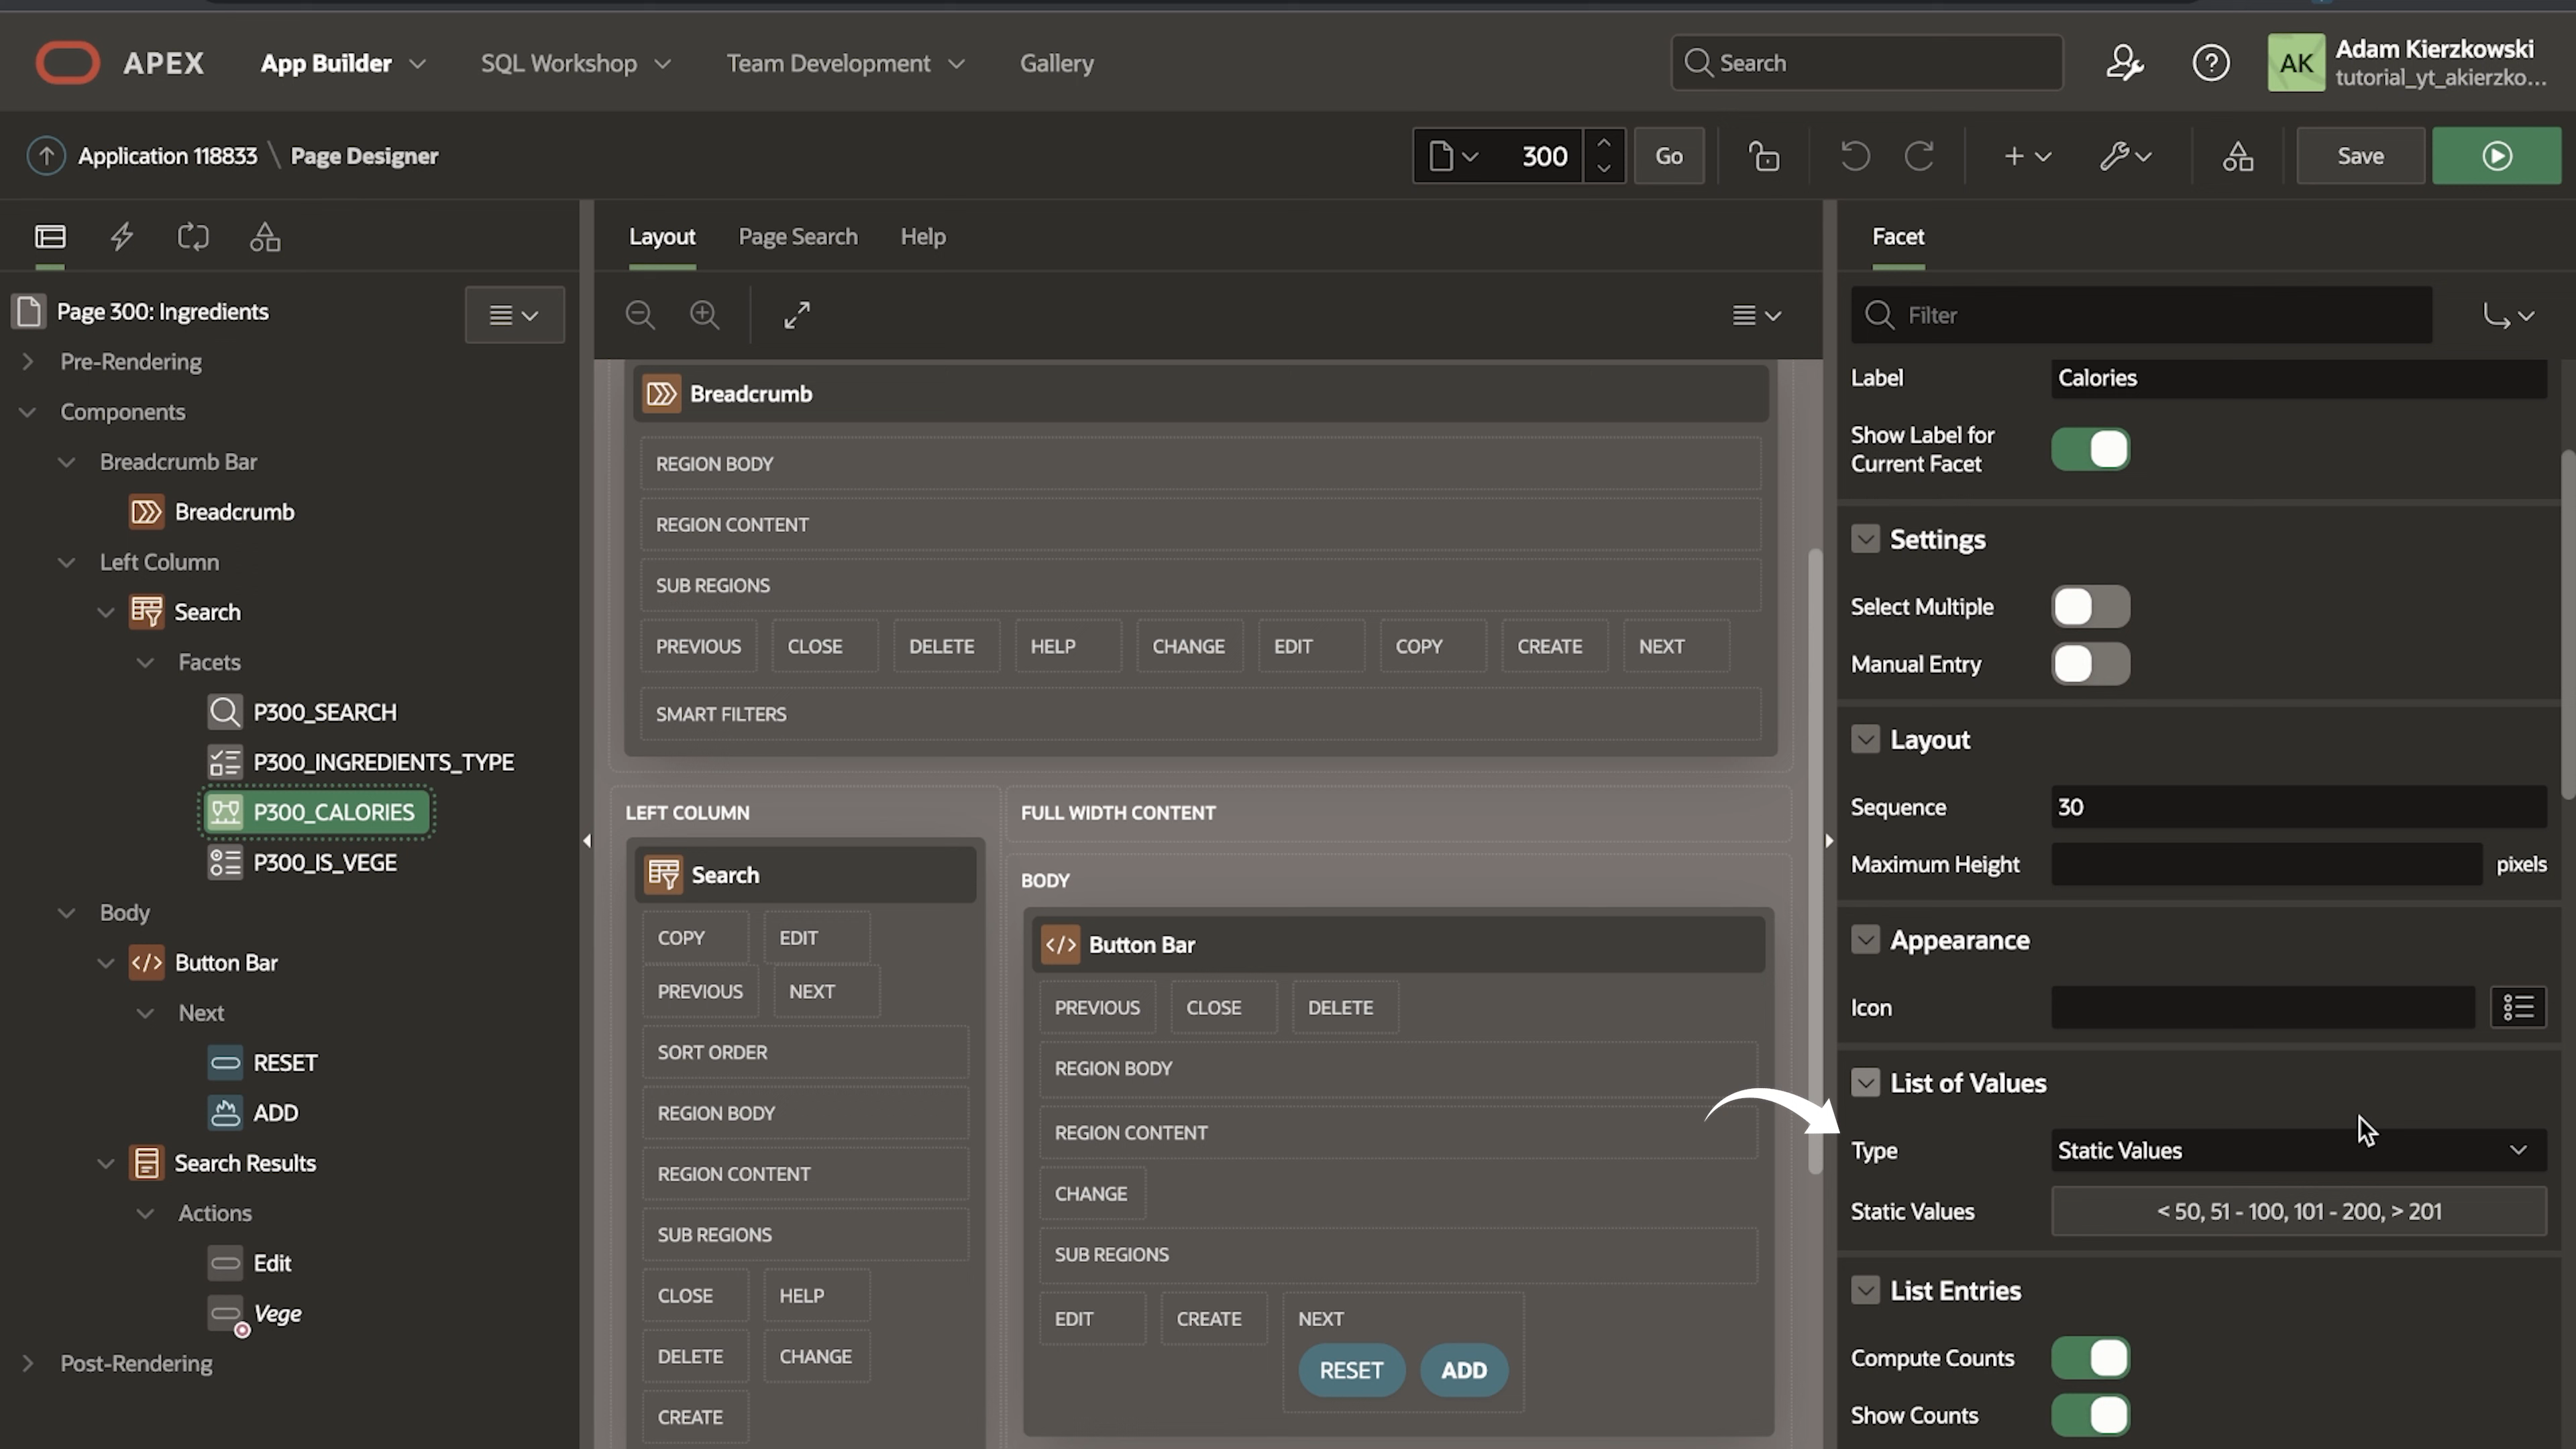 APEX
App Builder
SQL Workshop
Team Development
Gallery
Search
AK
Adam Kierzkowski
tutorial_yt_akierzko...
Application 118833 \ Page Designer
300
Go
Save
Layout
Page Search
Help
Facet
Page 300: Ingredients
Pre-Rendering
Components
Breadcrumb Bar
Breadcrumb
Left Column
Search
Facets
P300_SEARCH
P300_INGREDIENTS_TYPE
P300_CALORIES
P300_IS_VEGE
Body
Button Bar
Next
RESET
ADD
Search Results
Actions
Edit
Vege
Post-Rendering
Breadcrumb
REGION BODY
REGION CONTENT
SUB REGIONS
PREVIOUS CLOSE DELETE HELP CHANGE EDIT COPY CREATE NEXT
SMART FILTERS
LEFT COLUMN
Search
COPY EDIT
PREVIOUS NEXT
SORT ORDER
REGION BODY
REGION CONTENT
SUB REGIONS
CLOSE HELP
DELETE CHANGE
CREATE
FULL WIDTH CONTENT
BODY
Button Bar
PREVIOUS CLOSE DELETE
REGION BODY
REGION CONTENT
CHANGE
SUB REGIONS
EDIT CREATE NEXT
RESET ADD
Filter
Label Calories
Show Label for
Current Facet
Settings
Select Multiple
Manual Entry
Layout
Sequence 30
Maximum Height pixels
Appearance
Icon
List of Values
Type Static Values
Static Values < 50, 51 - 100, 101 - 200, > 201
List Entries
Compute Counts
Show Counts